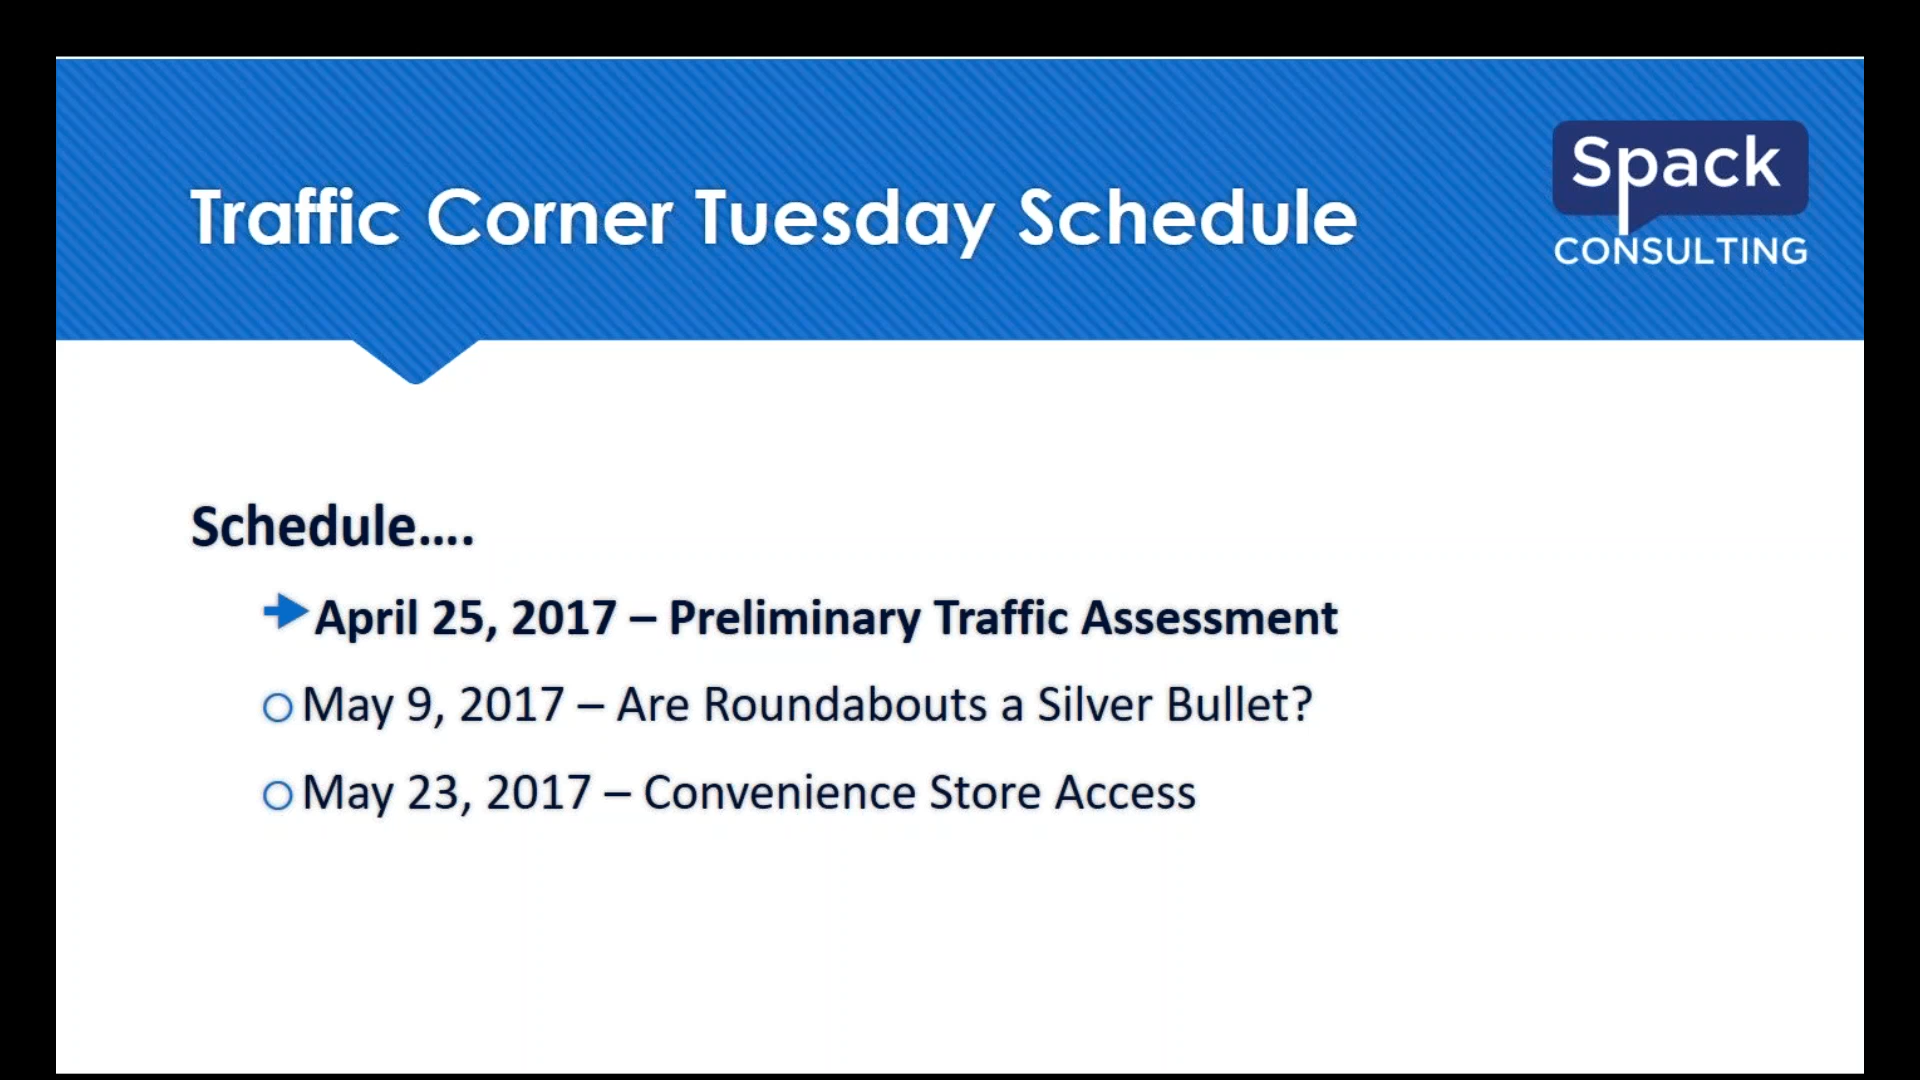 Traffic Corner Tuesday Schedule
Spack
CONSULTING
Schedule....
April 25, 2017 – Preliminary Traffic Assessment
May 9, 2017 – Are Roundabouts a Silver Bullet?
May 23, 2017 – Convenience Store Access